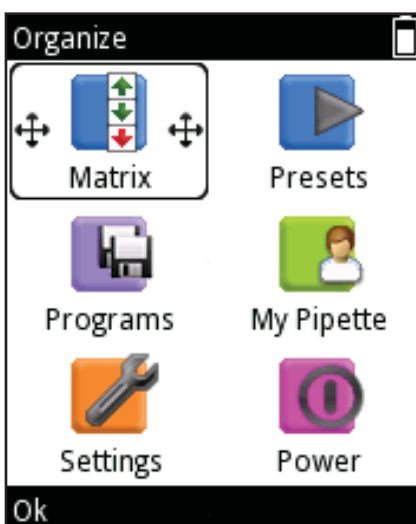 Organize
Matrix Presets
Programs My Pipette
Settings Power
Ok